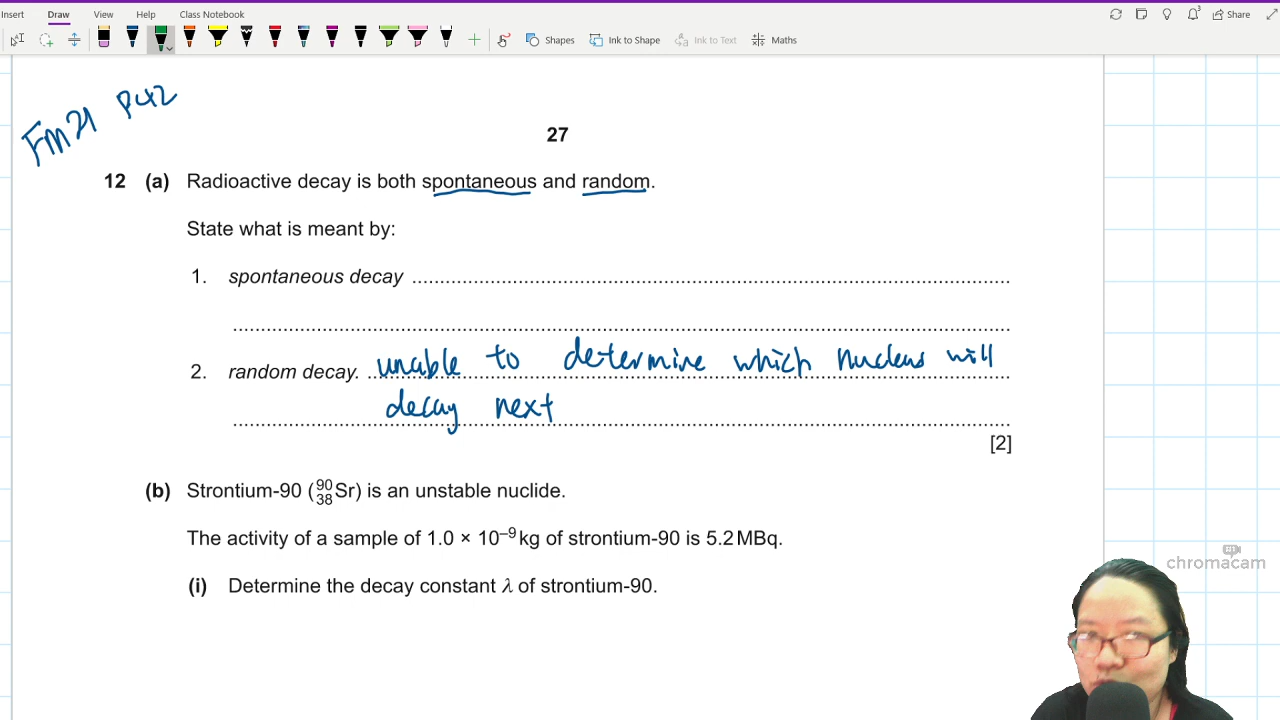 Insert Draw View Help Class Notebook
3
Share
Shapes Ink to Shape Ink to Text Maths
FM21 P42
27
12 (a) Radioactive decay is both spontaneous and random.
State what is meant by:
1. spontaneous decay ..........
..........
2. random decay. unable to determine which nucleus will
decay next
[2]
(b) Strontium-90 (⁹⁰₃₈Sr) is an unstable nuclide.
The activity of a sample of 1.0 × 10⁻⁹ kg of strontium-90 is 5.2 MBq.
chromacam
(i) Determine the decay constant λ of strontium-90.